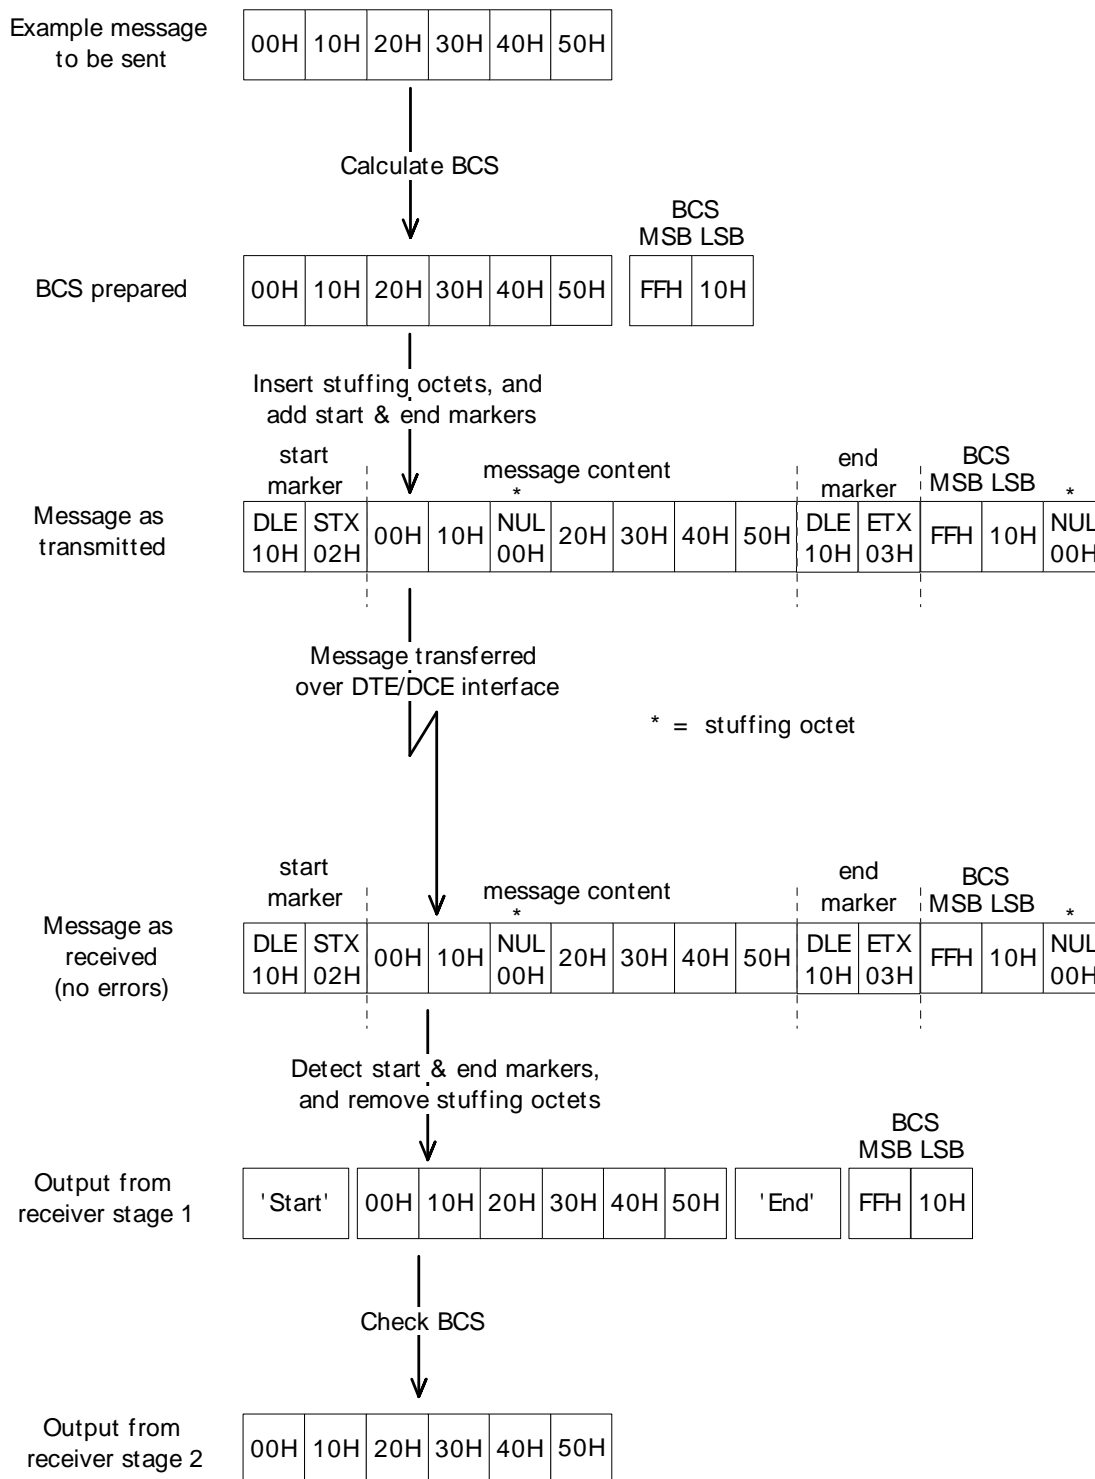 Example message
to be sent
00H 10H 20H 30H 40H 50H
Calculate BCS
BCS
MSB LSB
BCS prepared
00H 10H 20H 30H 40H 50H FFH 10H
Insert stuffing octets, and
add start & end markers
start
marker
message content
end
marker
BCS
MSB LSB
* *
Message as
transmitted
DLE STX 00H 10H NUL 20H 30H 40H 50H DLE ETX FFH 10H NUL
10H 02H 00H 10H 03H 00H
Message transferred
over DTE/DCE interface
* = stuffing octet
start
marker
message content
end
marker
BCS
MSB LSB
* *
Message as
received
(no errors)
DLE STX 00H 10H NUL 20H 30H 40H 50H DLE ETX FFH 10H NUL
10H 02H 00H 10H 03H 00H
Detect start & end markers,
and remove stuffing octets
BCS
MSB LSB
Output from
receiver stage 1
'Start' 00H 10H 20H 30H 40H 50H 'End' FFH 10H
Check BCS
Output from
receiver stage 2
00H 10H 20H 30H 40H 50H